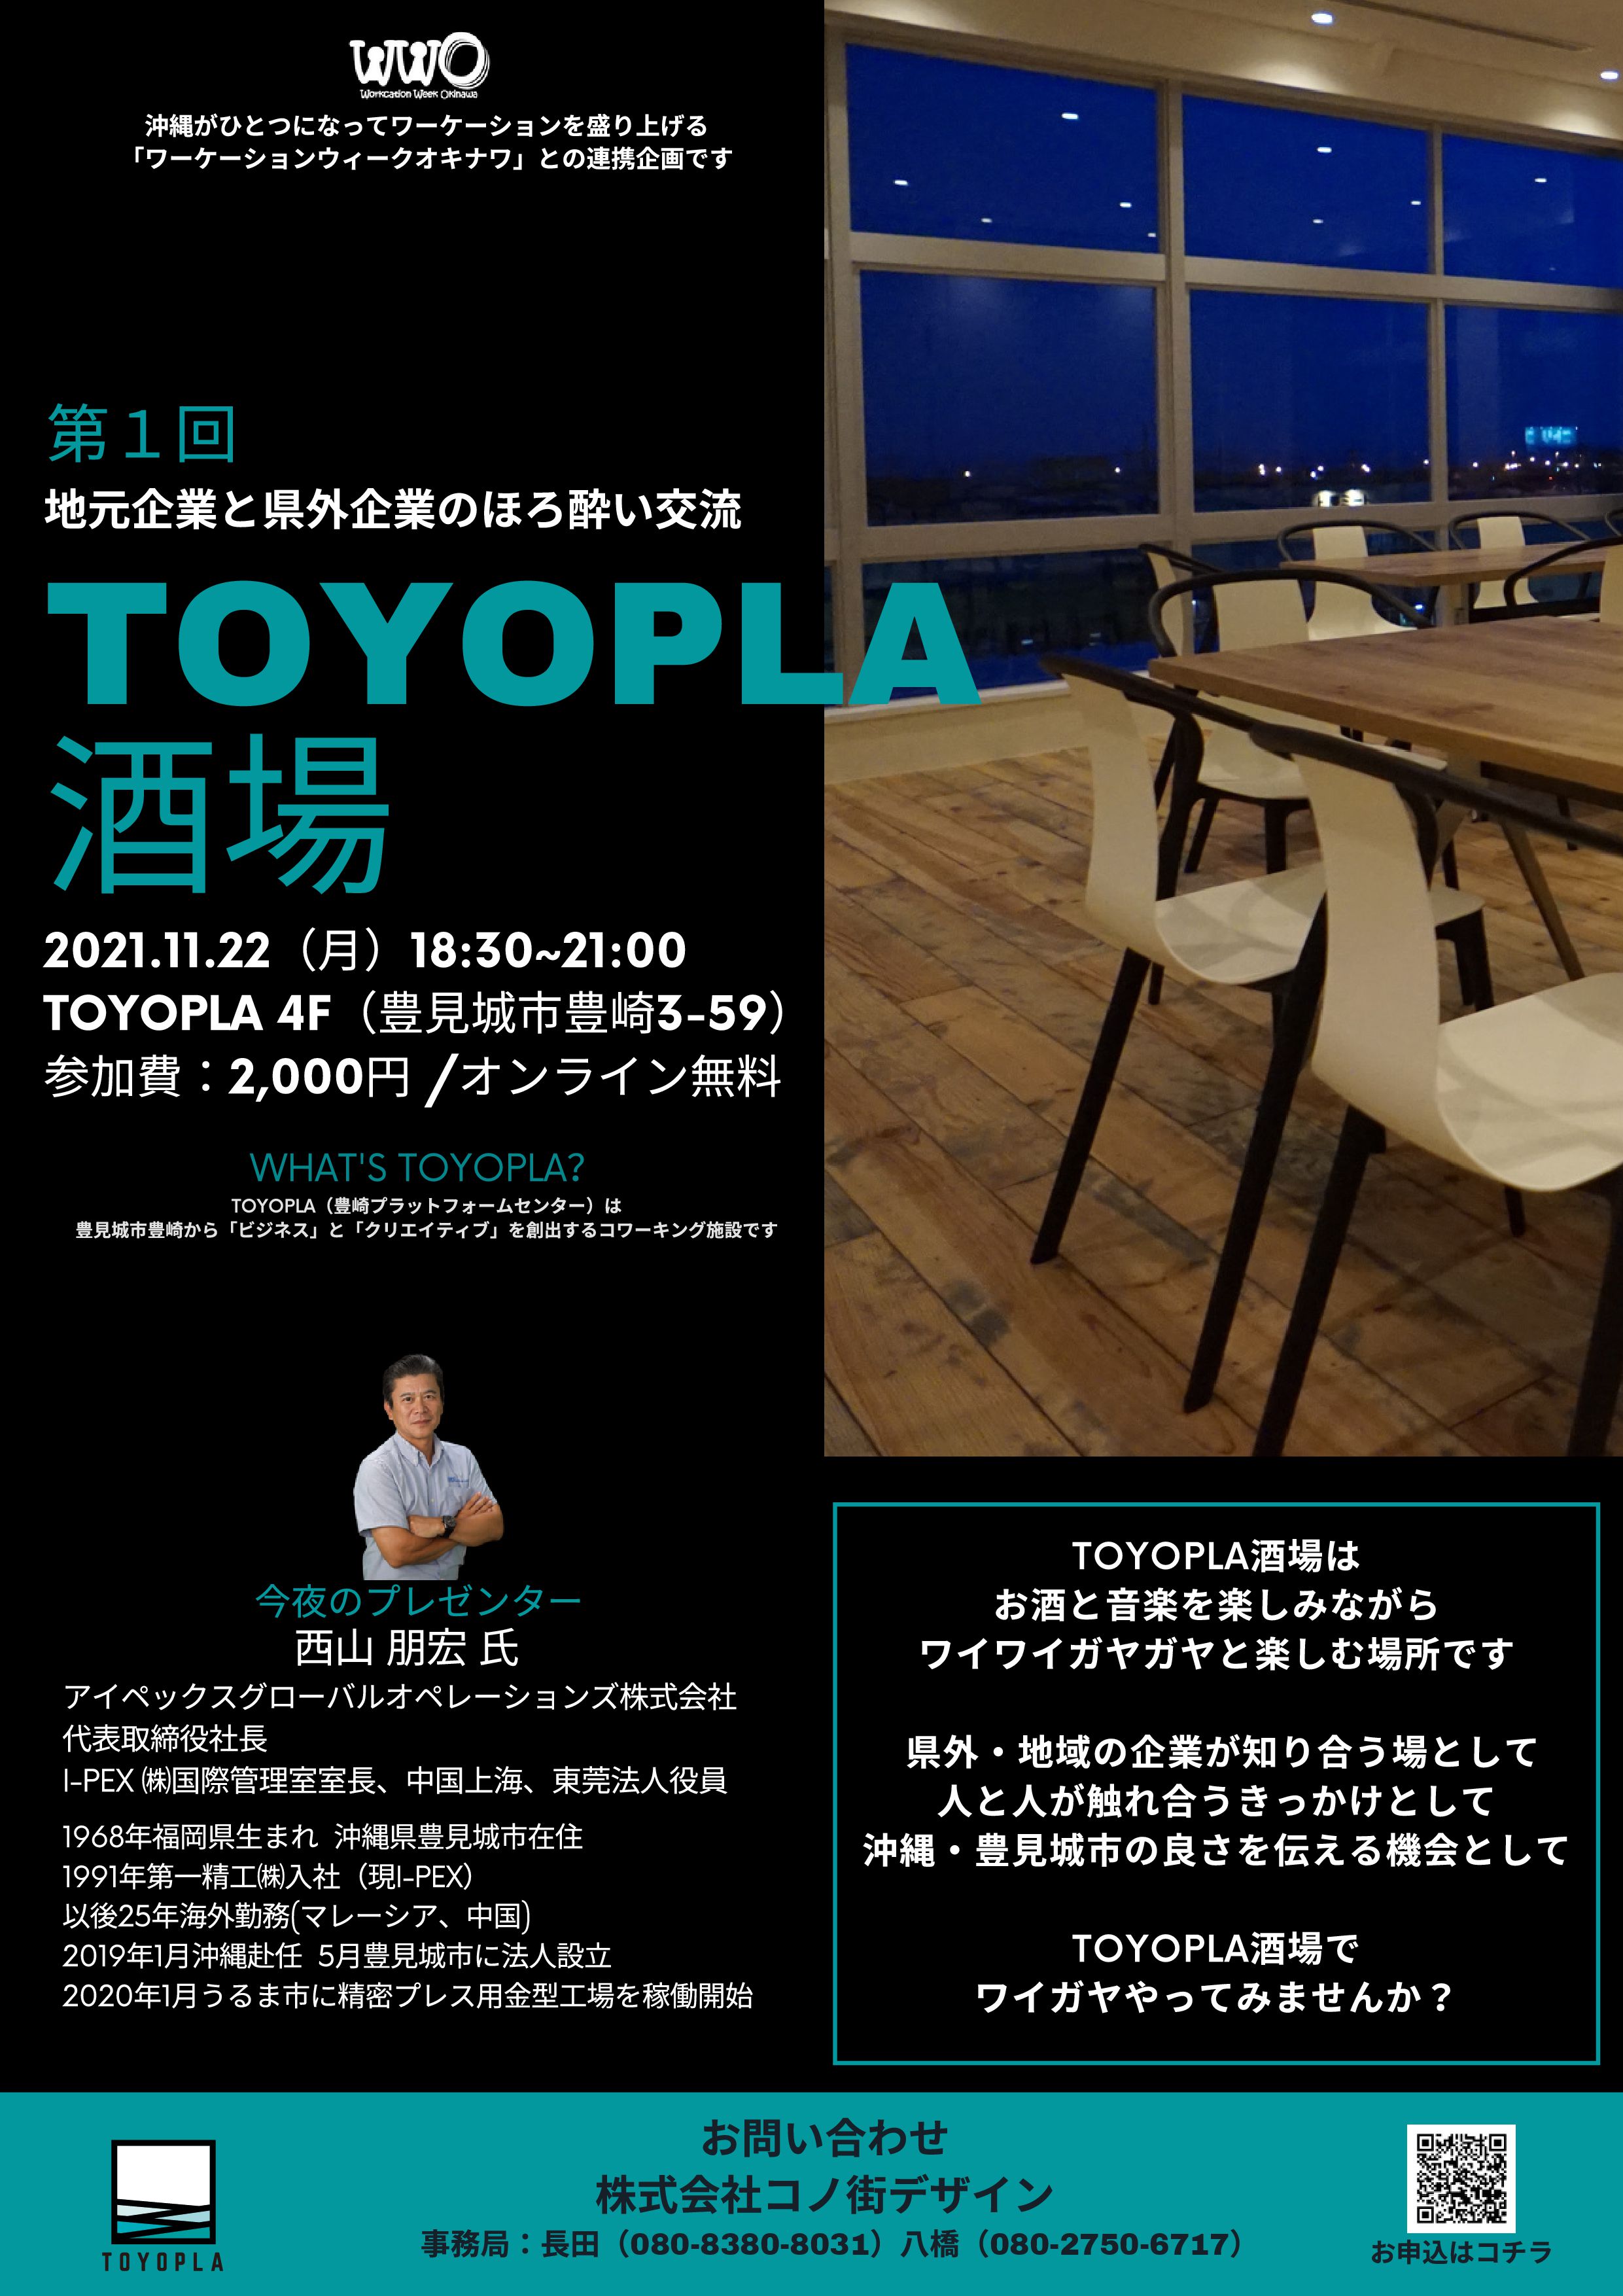 WWO
Workcation Week Okinawa
沖縄がひとつになってワーケーションを盛り上げる
「ワーケーションウィークオキナワ」との連携企画です
第１回
地元企業と県外企業のほろ酔い交流
TOYOPLA
酒場
2021.11.22（月）18:30~21:00
TOYOPLA 4F（豊見城市豊崎3-59）
参加費：2,000円 /オンライン無料
WHAT'S TOYOPLA?
TOYOPLA（豊崎プラットフォームセンター）は
豊見城市豊崎から「ビジネス」と「クリエイティブ」を創出するコワーキング施設です
今夜のプレゼンター
西山 朋宏 氏
アイペックスグローバルオペレーションズ株式会社
代表取締役社長
I-PEX ㈱国際管理室室長、中国上海、東莞法人役員
1968年福岡県生まれ 沖縄県豊見城市在住
1991年第一精工㈱入社（現I-PEX）
以後25年海外勤務(マレーシア、中国)
2019年1月沖縄赴任 5月豊見城市に法人設立
2020年1月うるま市に精密プレス用金型工場を稼働開始
TOYOPLA酒場は
お酒と音楽を楽しみながら
ワイワイガヤガヤと楽しむ場所です
県外・地域の企業が知り合う場として
人と人が触れ合うきっかけとして
沖縄・豊見城市の良さを伝える機会として
TOYOPLA酒場で
ワイガヤやってみませんか？
TOYOPLA
お問い合わせ
株式会社コノ街デザイン
事務局：長田（080-8380-8031）八橋（080-2750-6717）
お申込はコチラ